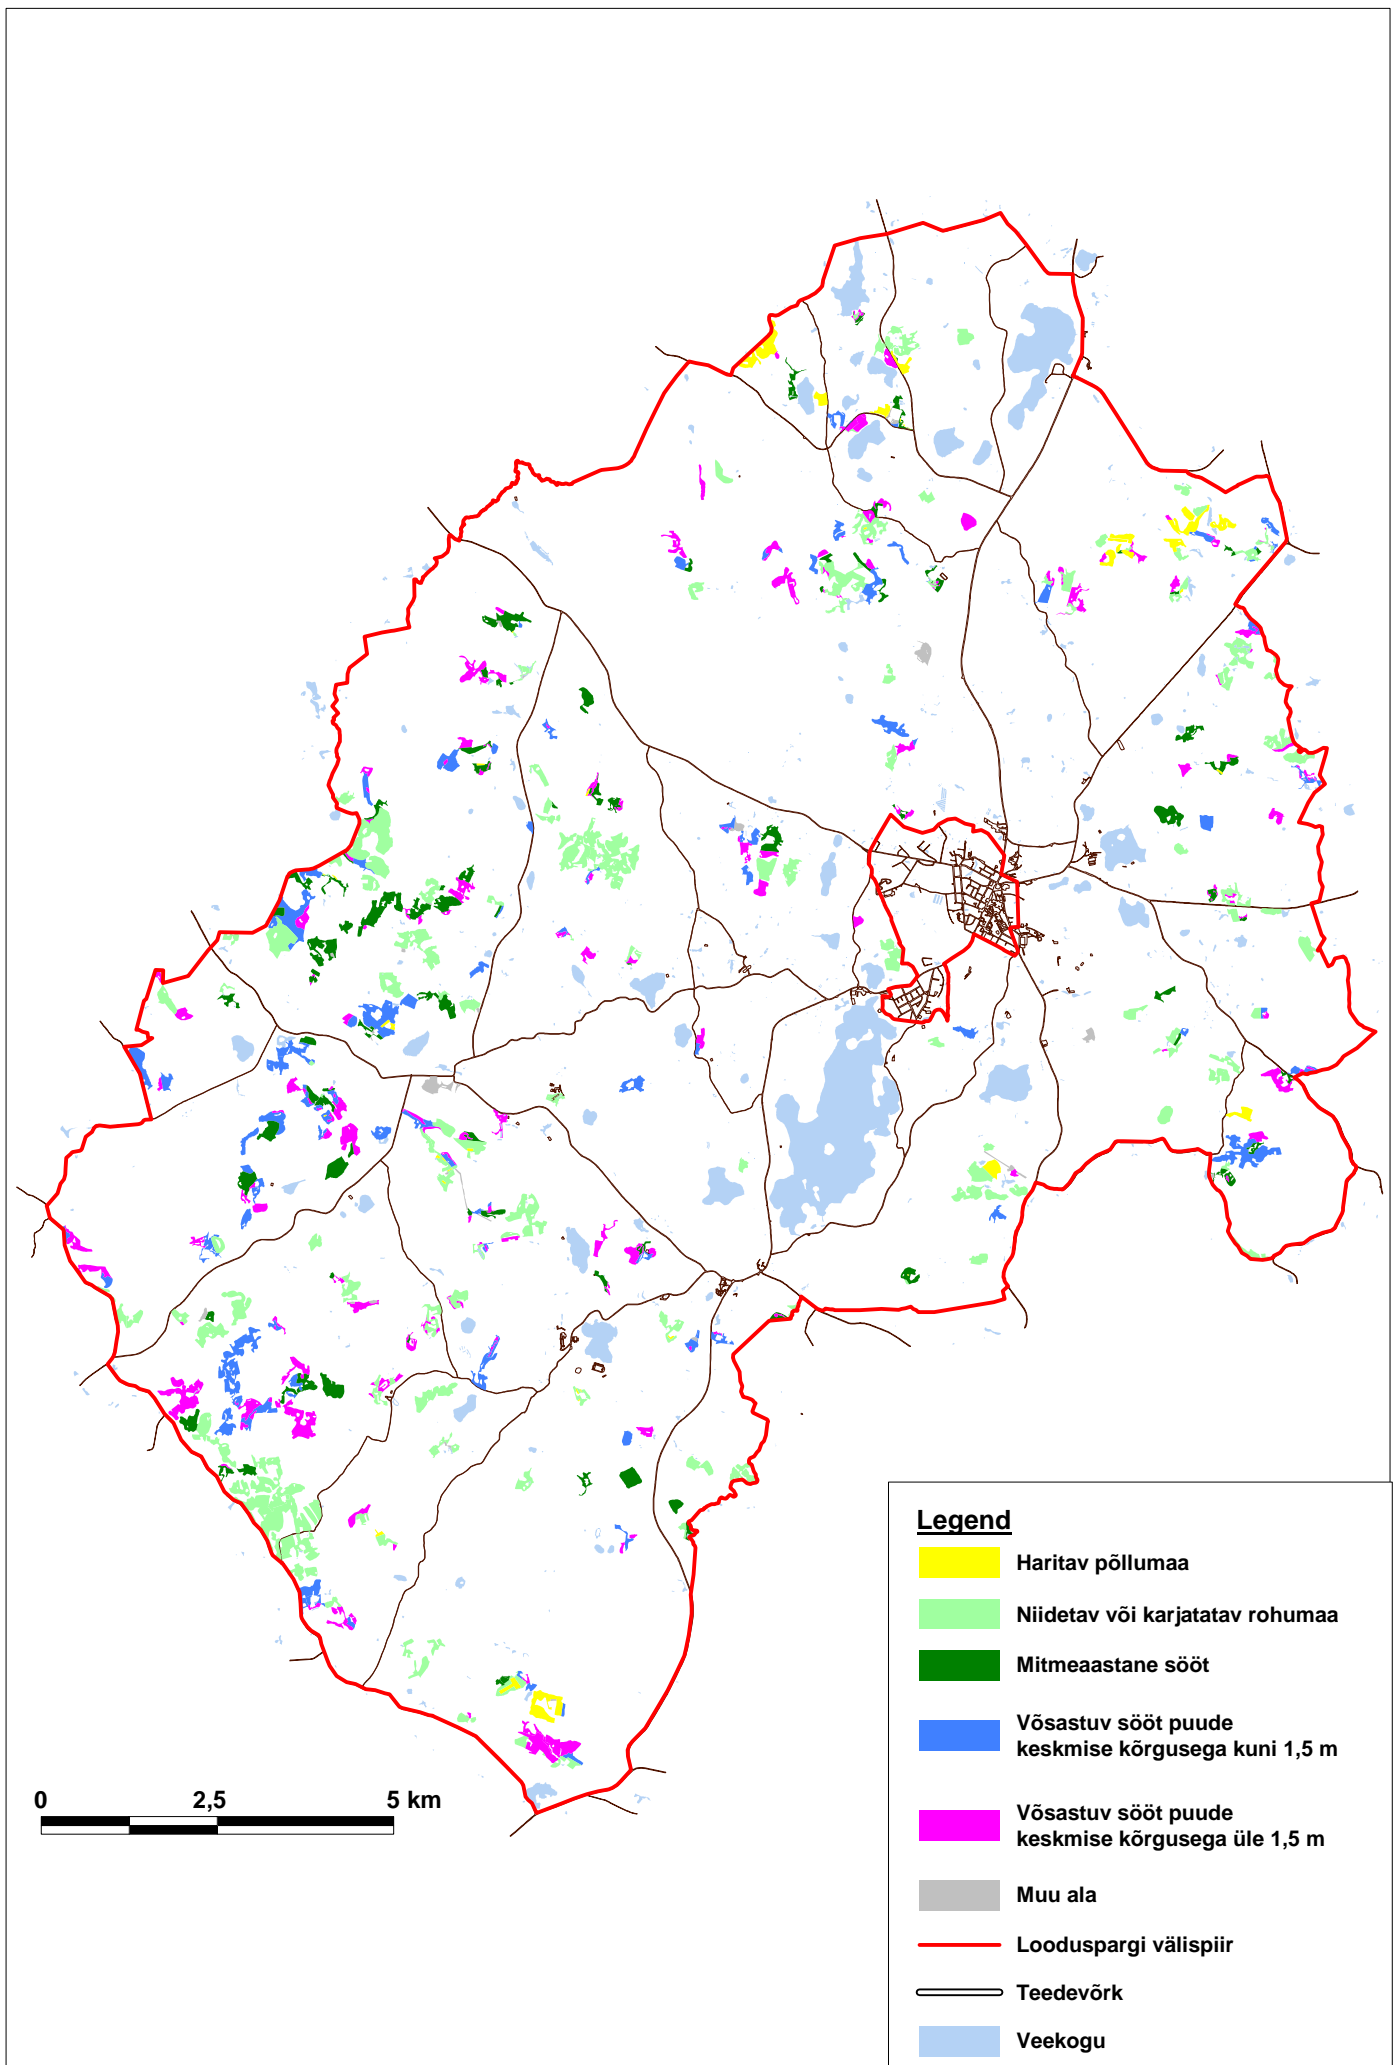 Legend
Haritav põllumaa
Niidetav või karjatatav rohumaa
Mitmeaastane sööt
Võsastuv sööt puude
keskmise kõrgusega kuni 1,5 m
0 2,5 5 km
Võsastuv sööt puude
keskmise kõrgusega üle 1,5 m
Muu ala
Looduspargi välispiir
Teedevõrk
Veekogu